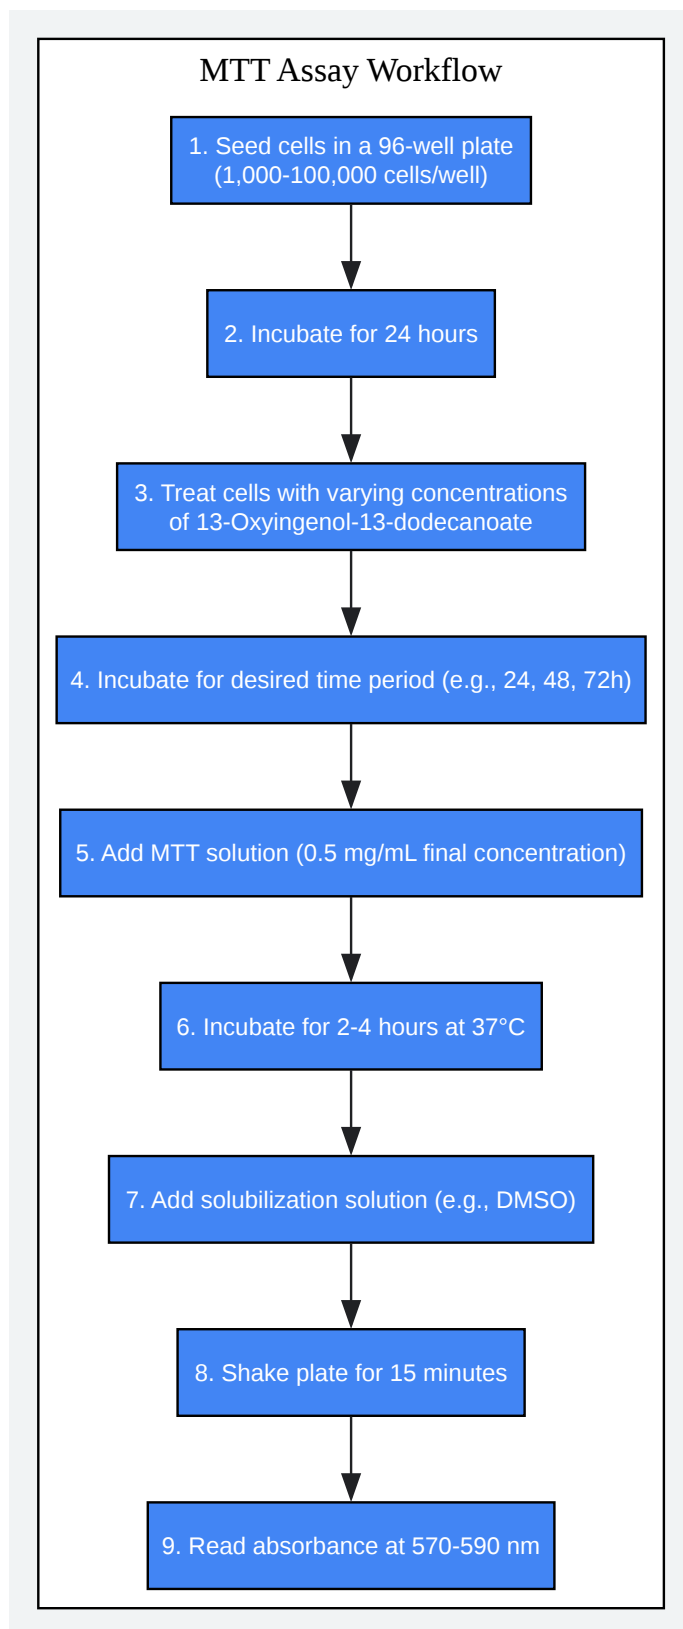 MTT Assay Workflow
1. Seed cells in a 96-well plate
(1,000-100,000 cells/well)
2. Incubate for 24 hours
3. Treat cells with varying concentrations
of 13-Oxyingenol-13-dodecanoate
4. Incubate for desired time period (e.g., 24, 48, 72h)
5. Add MTT solution (0.5 mg/mL final concentration)
6. Incubate for 2-4 hours at 37°C
7. Add solubilization solution (e.g., DMSO)
8. Shake plate for 15 minutes
9. Read absorbance at 570-590 nm